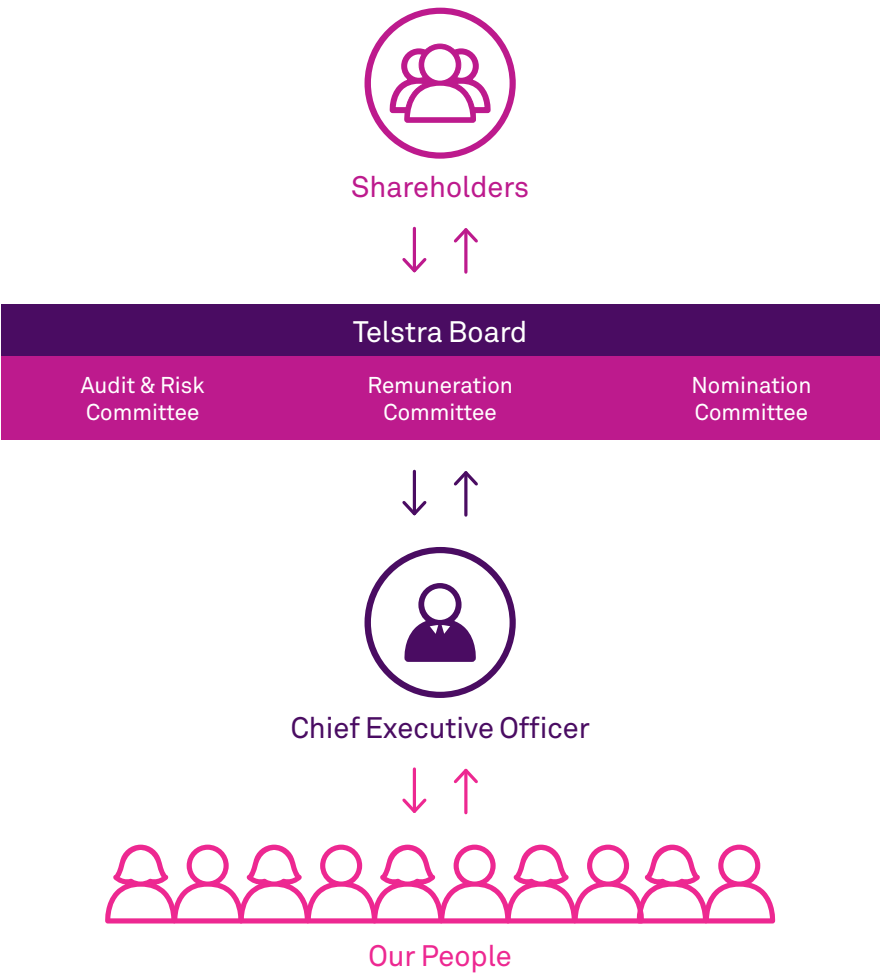 Shareholders
Telstra Board
Audit & Risk
Committee
Remuneration
Committee
Nomination
Committee
Chief Executive Officer
Our People